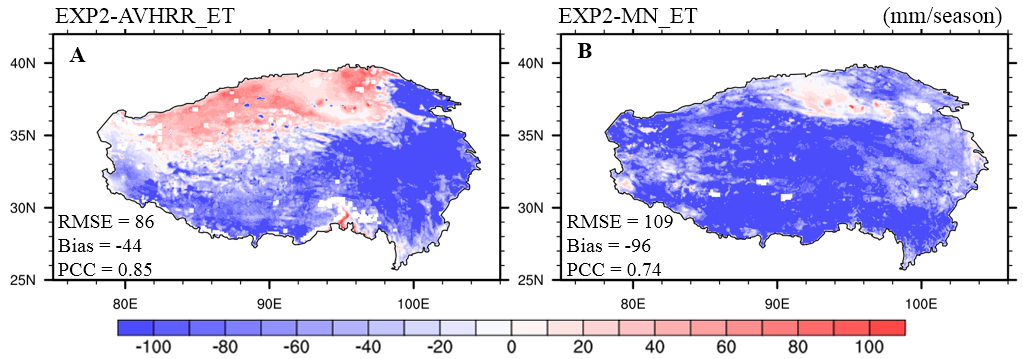 EXP2-AVHRR_ET
EXP2-MN_ET (mm/season)
A
B
40N
35N
30N
25N
RMSE = 86
Bias = -44
PCC = 0.85
80E 90E 100E
40N
35N
30N
25N
RMSE = 109
Bias = -96
PCC = 0.74
80E 90E 100E
-100 -80 -60 -40 -20 0 20 40 60 80 100